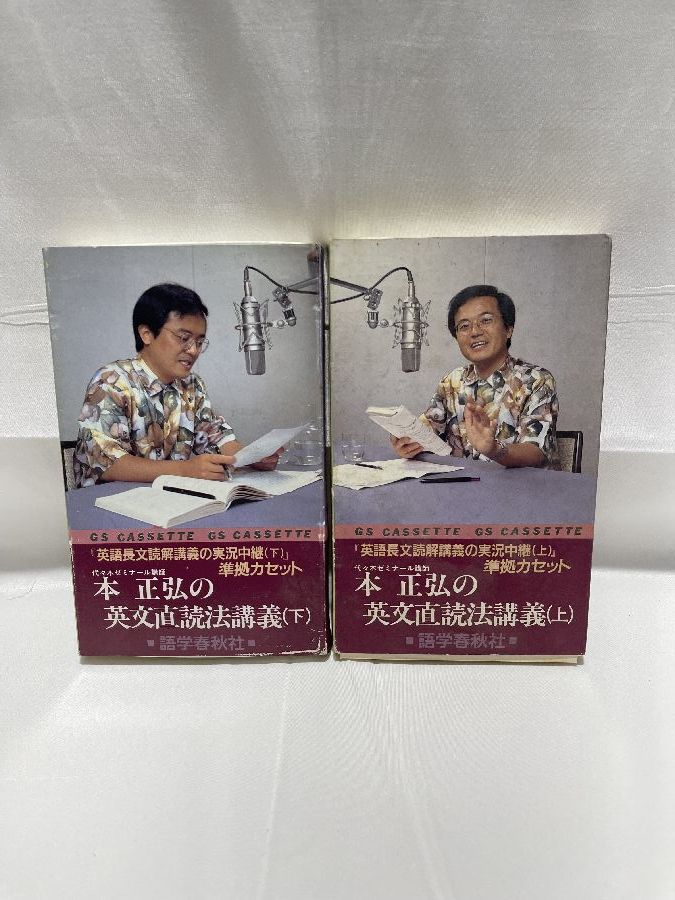 GS CASSETTE GS CASSETTE
「英語長文読解講義の実況中継(下)」
準拠カセット
代々木ゼミナール講師
本 正弘の
英文直読法講義(下)
■語学春秋社■
GS CASSETTE GS CASSETTE
「英語長文読解講義の実況中継(上)」
準拠カセット
代々木ゼミナール講師
本 正弘の
英文直読法講義(上)
■語学春秋社■